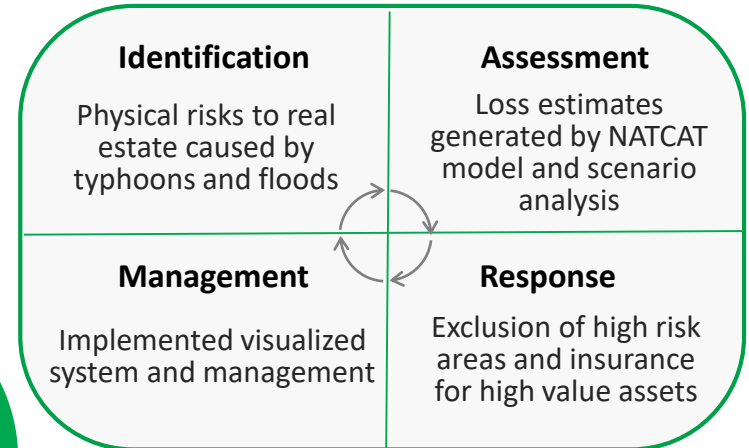 Identification
Physical risks to real
estate caused by
typhoons and floods
Assessment
Loss estimates
generated by NATCAT
model and scenario
analysis
Management
Implemented visualized
system and management
Response
Exclusion of high risk
areas and insurance
for high value assets